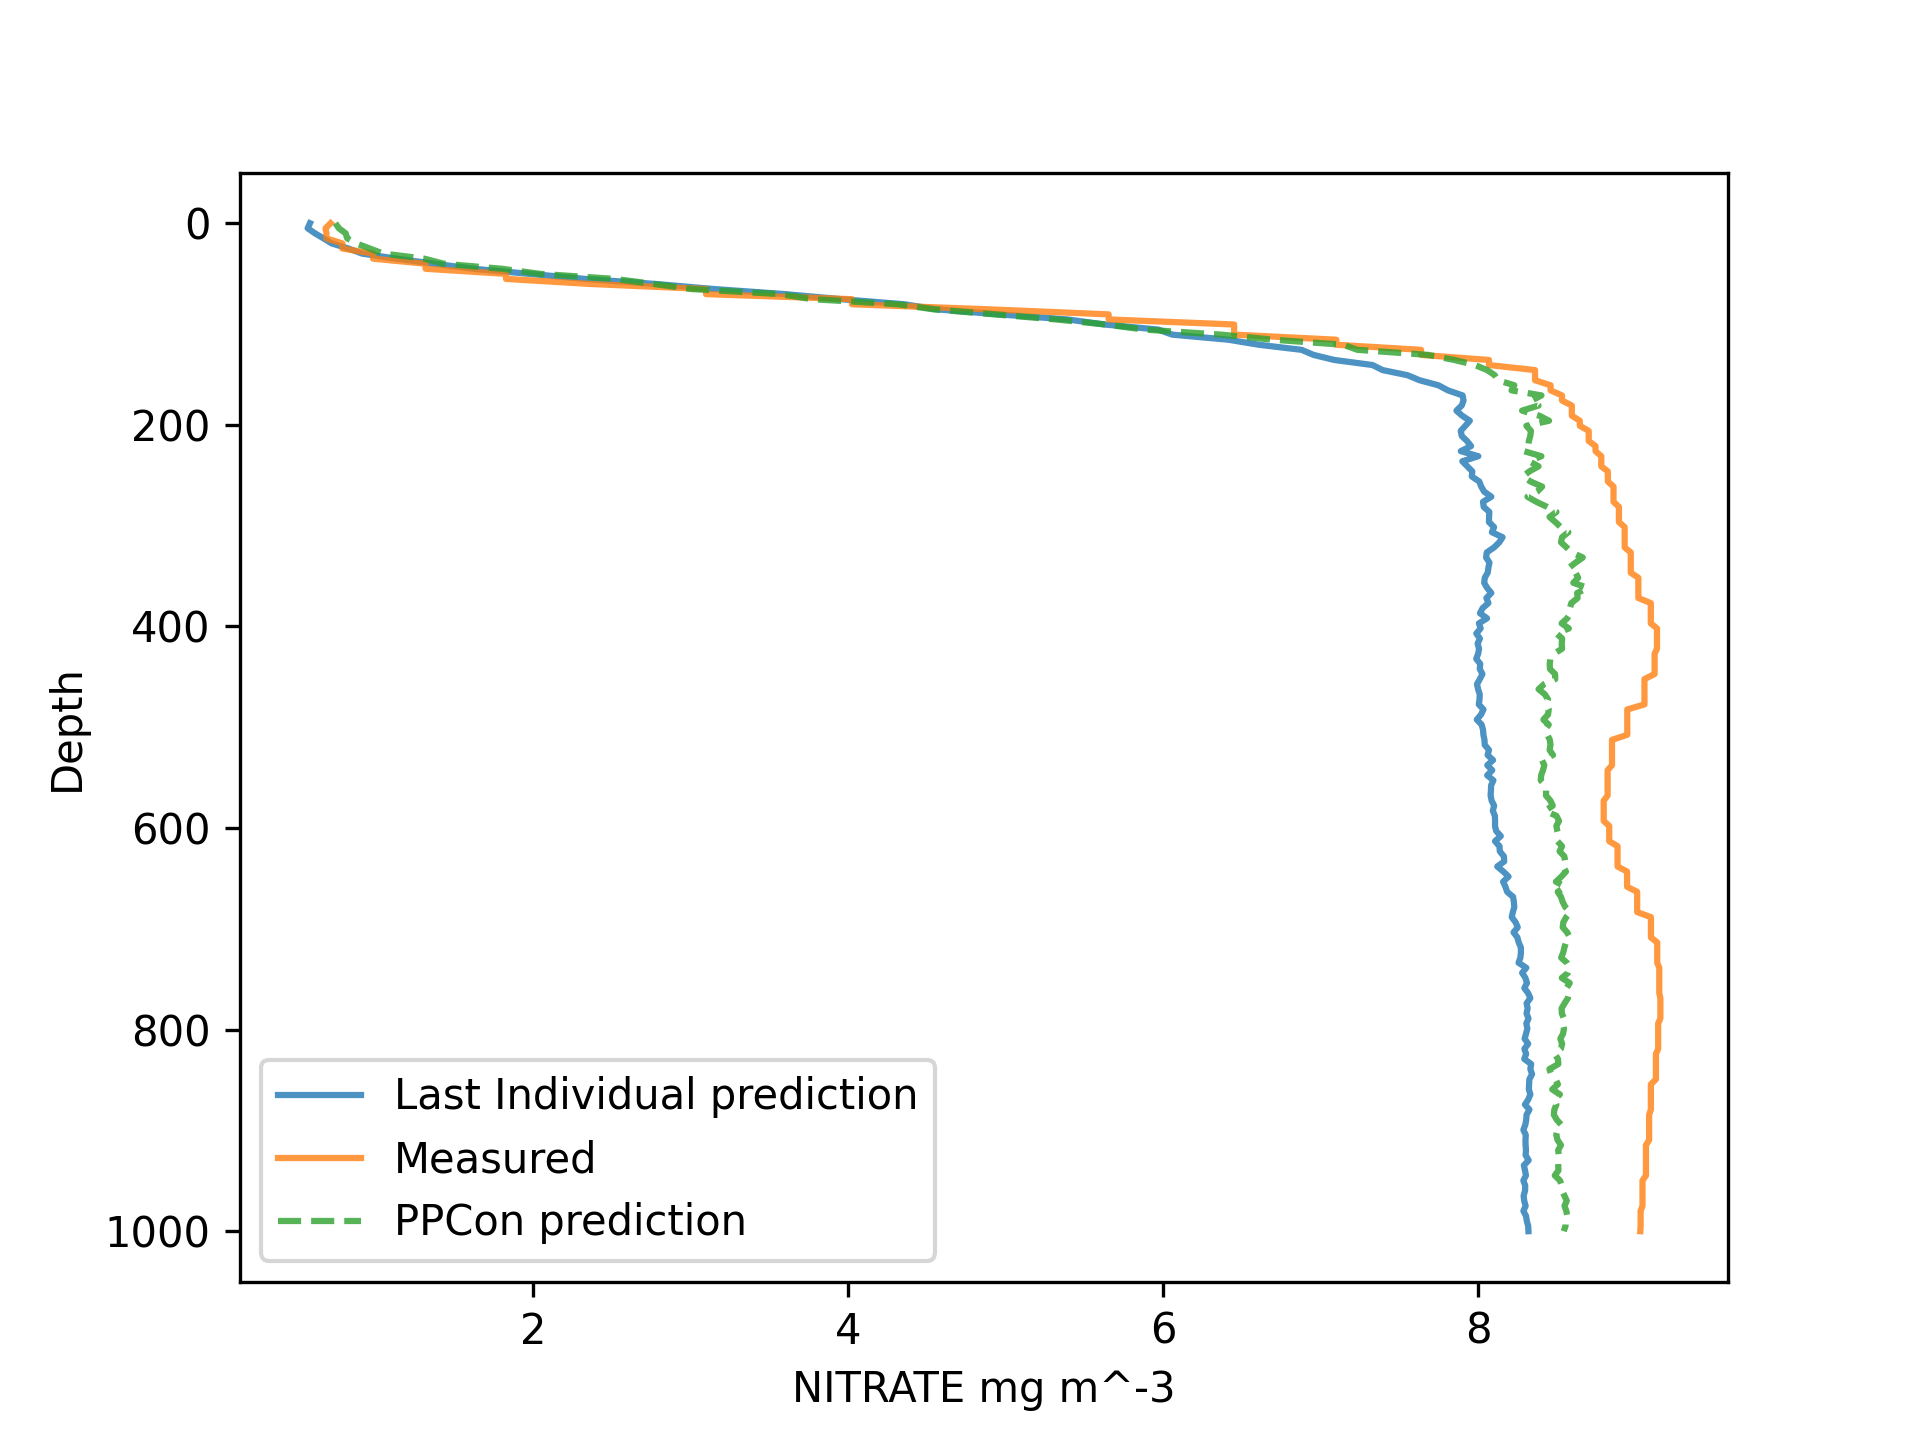 0
200
400
600
800
1000
Depth
Last Individual prediction
Measured
PPCon prediction
2 4 6 8
NITRATE mg m^-3